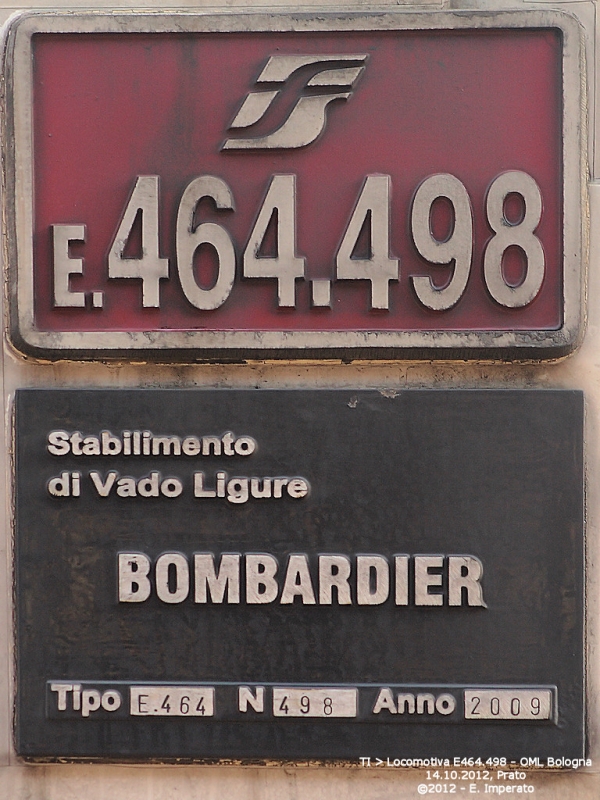 E.464.498
Stabilimento
di Vado Ligure
BOMBARDIER
Tipo E.464 N 498 Anno 2009
TI > Locomotiva E464.498 - OML Bologna
14.10.2012, Prato
©2012 - E. Imperato